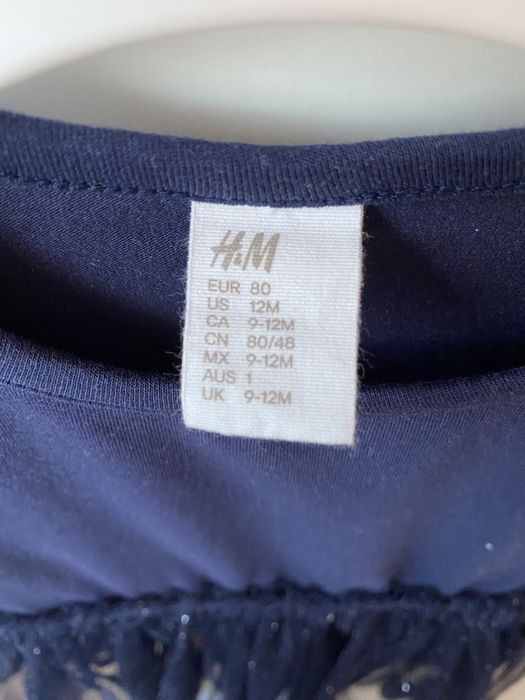 H&M
EUR 80
US 12M
CA 9-12M
CN 80/48
MX 9-12M
AUS 1
UK 9-12M